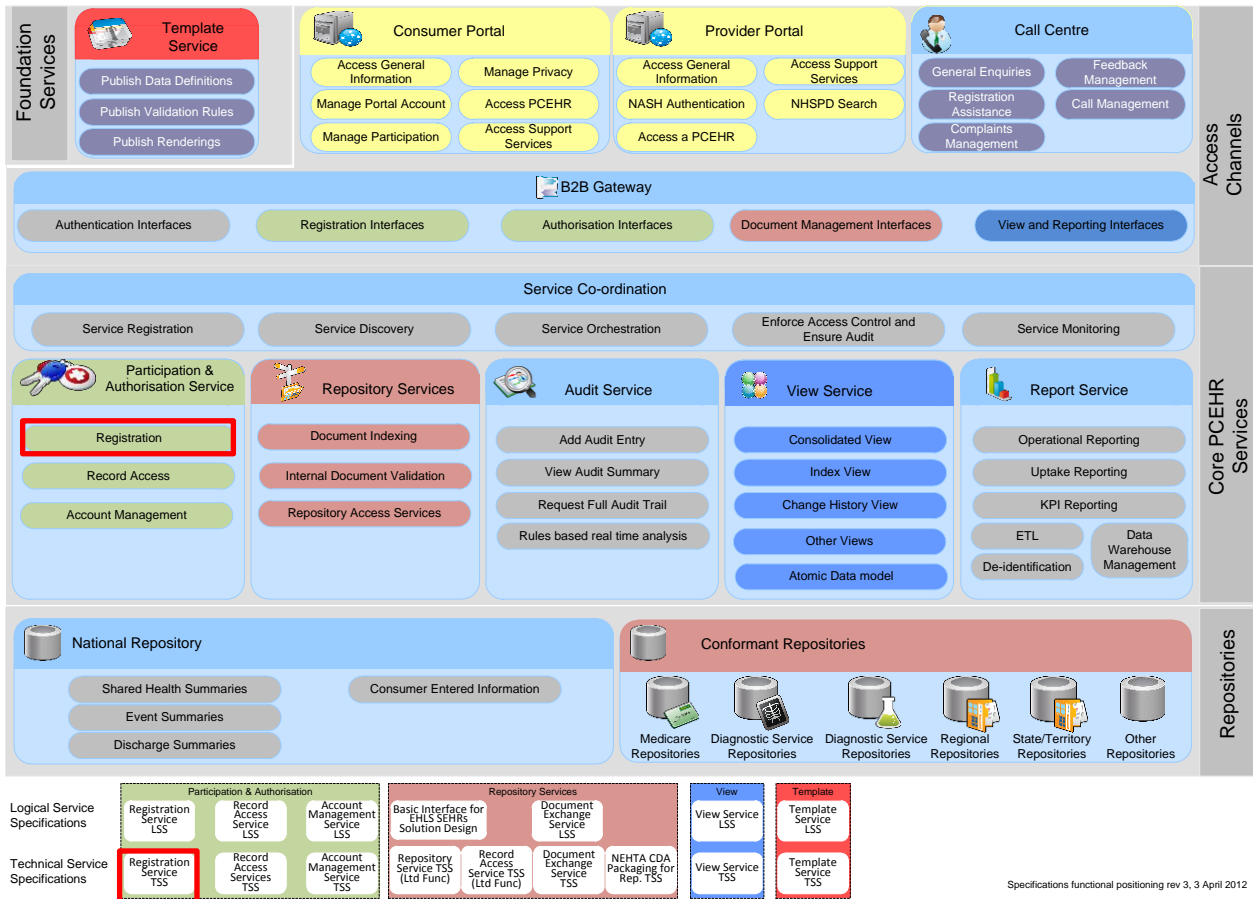 Foundation
Services
Template
Service
Publish Data Definitions
Publish Validation Rules
Publish Renderings
Consumer Portal
Access General
Information
Manage Privacy
Manage Portal Account
Access PCEHR
Manage Participation
Access Support
Services
Provider Portal
Access General
Information
Access Support
Services
NASH Authentication
NHSPD Search
Access a PCEHR
Call Centre
General Enquiries
Feedback
Management
Registration
Assistance
Call Management
Complaints
Management
Access
Channels
B2B Gateway
Authentication Interfaces
Registration Interfaces
Authorisation Interfaces
Document Management Interfaces
View and Reporting Interfaces
Service Co-ordination
Service Registration
Service Discovery
Service Orchestration
Enforce Access Control and
Ensure Audit
Service Monitoring
Participation &
Authorisation Service
Registration
Record Access
Account Management
Repository Services
Document Indexing
Internal Document Validation
Repository Access Services
Audit Service
Add Audit Entry
View Audit Summary
Request Full Audit Trail
Rules based real time analysis
View Service
Consolidated View
Index View
Change History View
Other Views
Atomic Data model
Report Service
Operational Reporting
Uptake Reporting
KPI Reporting
ETL
De-identification
Data
Warehouse
Management
Core PCEHR
Services
National Repository
Shared Health Summaries
Consumer Entered Information
Event Summaries
Discharge Summaries
Conformant Repositories
Medicare
Repositories
Diagnostic Service
Repositories
Diagnostic Service
Repositories
Regional
Repositories
State/Territory
Repositories
Other
Repositories
Repositories
Logical Service
Specifications
Technical Service
Specifications
Participation & Authorisation
Registration
Service
LSS
Record
Access
Service
LSS
Account
Management
Service
LSS
Registration
Service
TSS
Record
Access
Services
TSS
Account
Management
Service
TSS
Repository Services
Basic Interface for
EHLS SEHRs
Solution Design
Document
Exchange
Service
LSS
Repository
Service TSS
(Ltd Func)
Record
Access
Service TSS
(Ltd Func)
Document
Exchange
Service
TSS
NEHTA CDA
Packaging for
Rep. TSS
View
View Service
LSS
View Service
TSS
Template
Template
Service
LSS
Template
Service
TSS
Specifications functional positioning rev 3, 3 April 2012